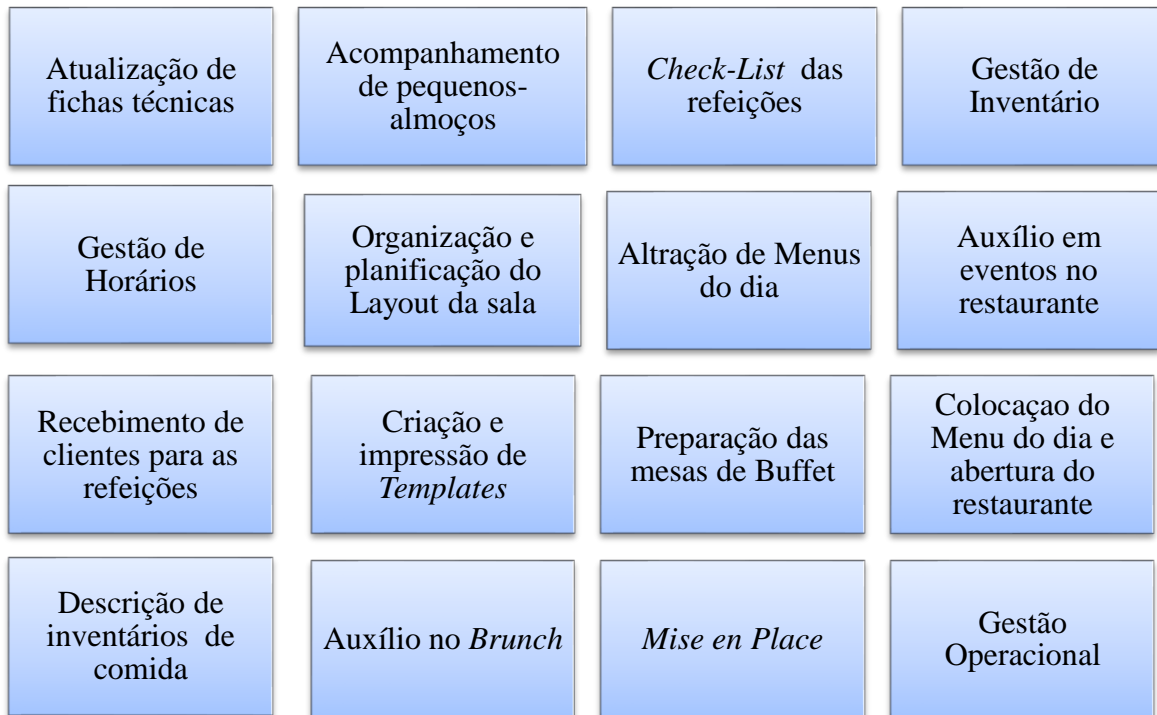 Atualização de
fichas técnicas
Acompanhamento
de pequenos-
almoços
Check-List das
refeições
Gestão de
Inventário
Gestão de
Horários
Organização e
planificação do
Layout da sala
Altração de Menus
do dia
Auxílio em
eventos no
restaurante
Recebimento de
clientes para as
refeições
Criação e
impressão de
Templates
Preparação das
mesas de Buffet
Colocaçao do
Menu do dia e
abertura do
restaurante
Descrição de
inventários de
comida
Auxílio no Brunch
Mise en Place
Gestão
Operacional